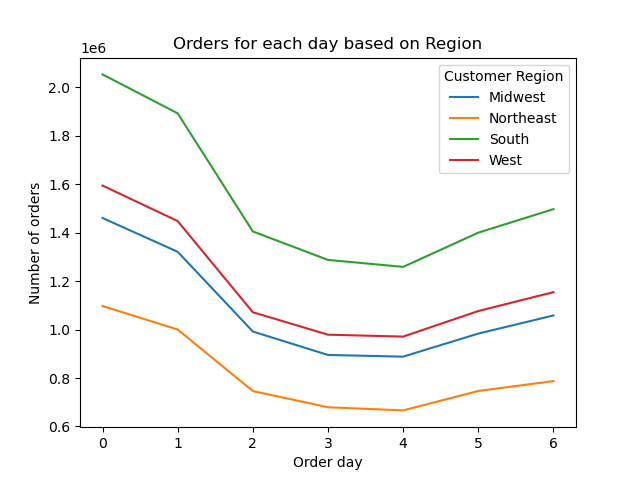 Orders for each day based on Region
1e6
Customer Region
Midwest
Northeast
South
West
Number of orders
2.0
1.8
1.6
1.4
1.2
1.0
0.8
0.6
0 1 2 3 4 5 6
Order day